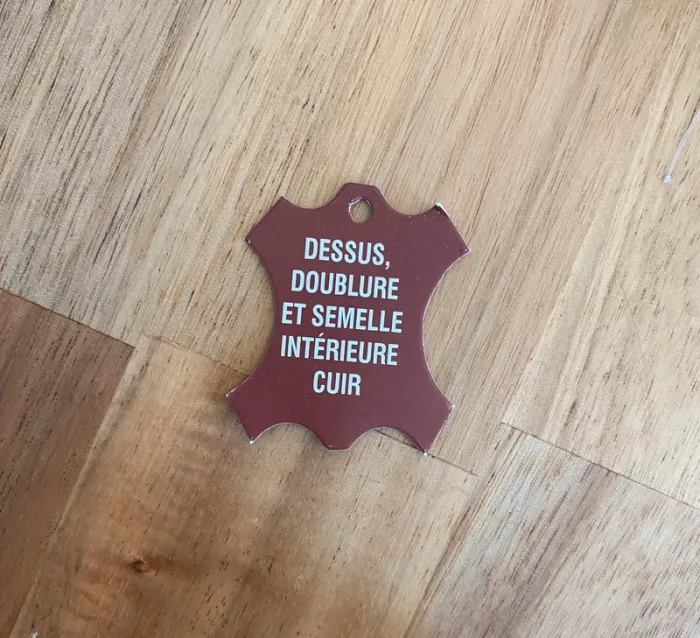 DESSUS,
DOUBLURE
ET SEMELLE
INTÉRIEURE
CUIR